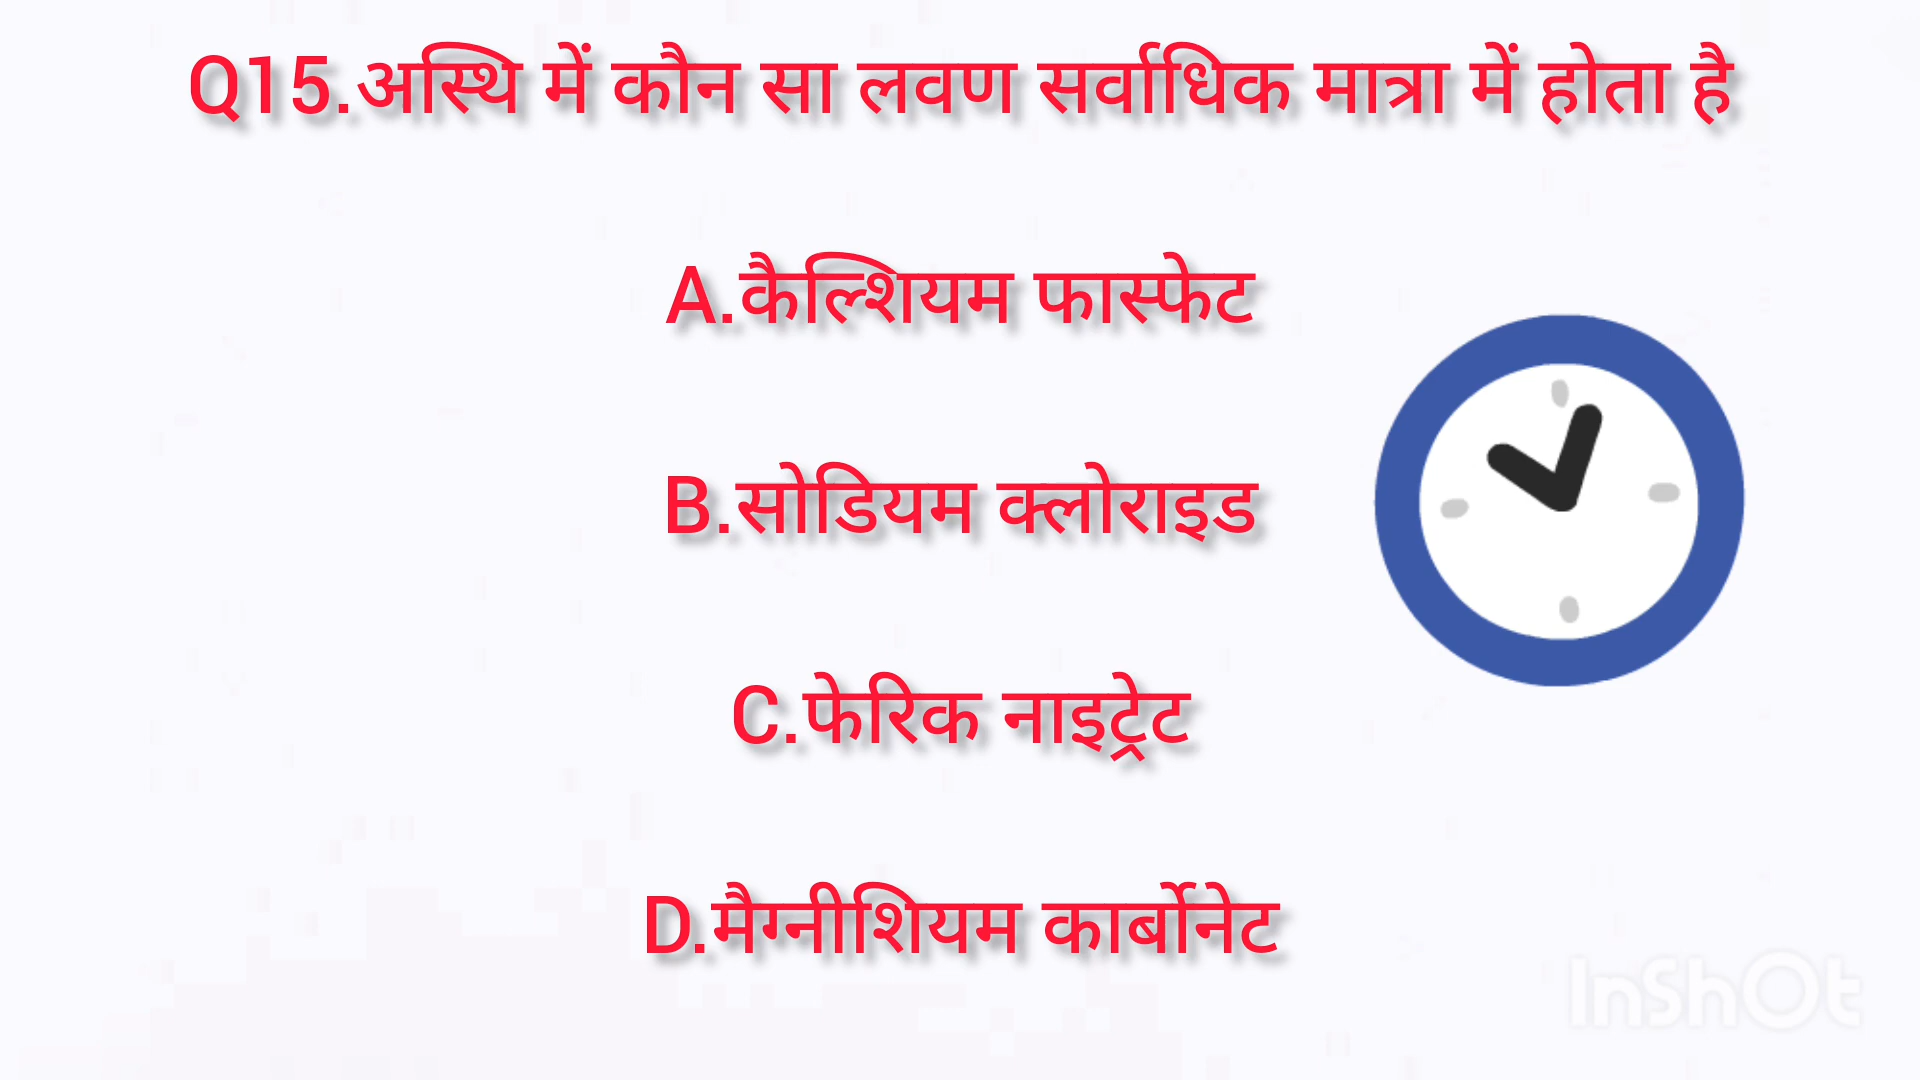 Q15.अस्थि में कौन सा लवण सर्वाधिक मात्रा में होता है
A.कैल्शियम फास्फेट
B.सोडियम क्लोराइड
C.फेरिक नाइट्रेट
D.मैग्नीशियम कार्बोनेट
InShOt